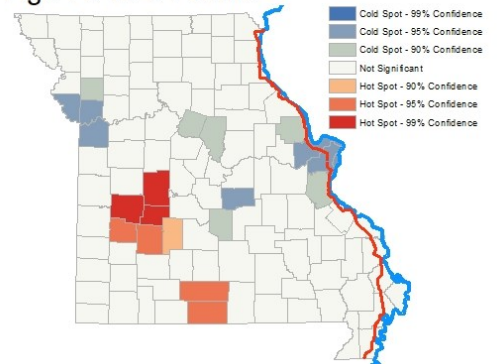 Cold Spot - 99% Confidence
Cold Spot - 95% Confidence
Cold Spot - 90% Confidence
Not Significant
Hot Spot - 90% Confidence
Hot Spot - 95% Confidence
Hot Spot - 99% Confidence